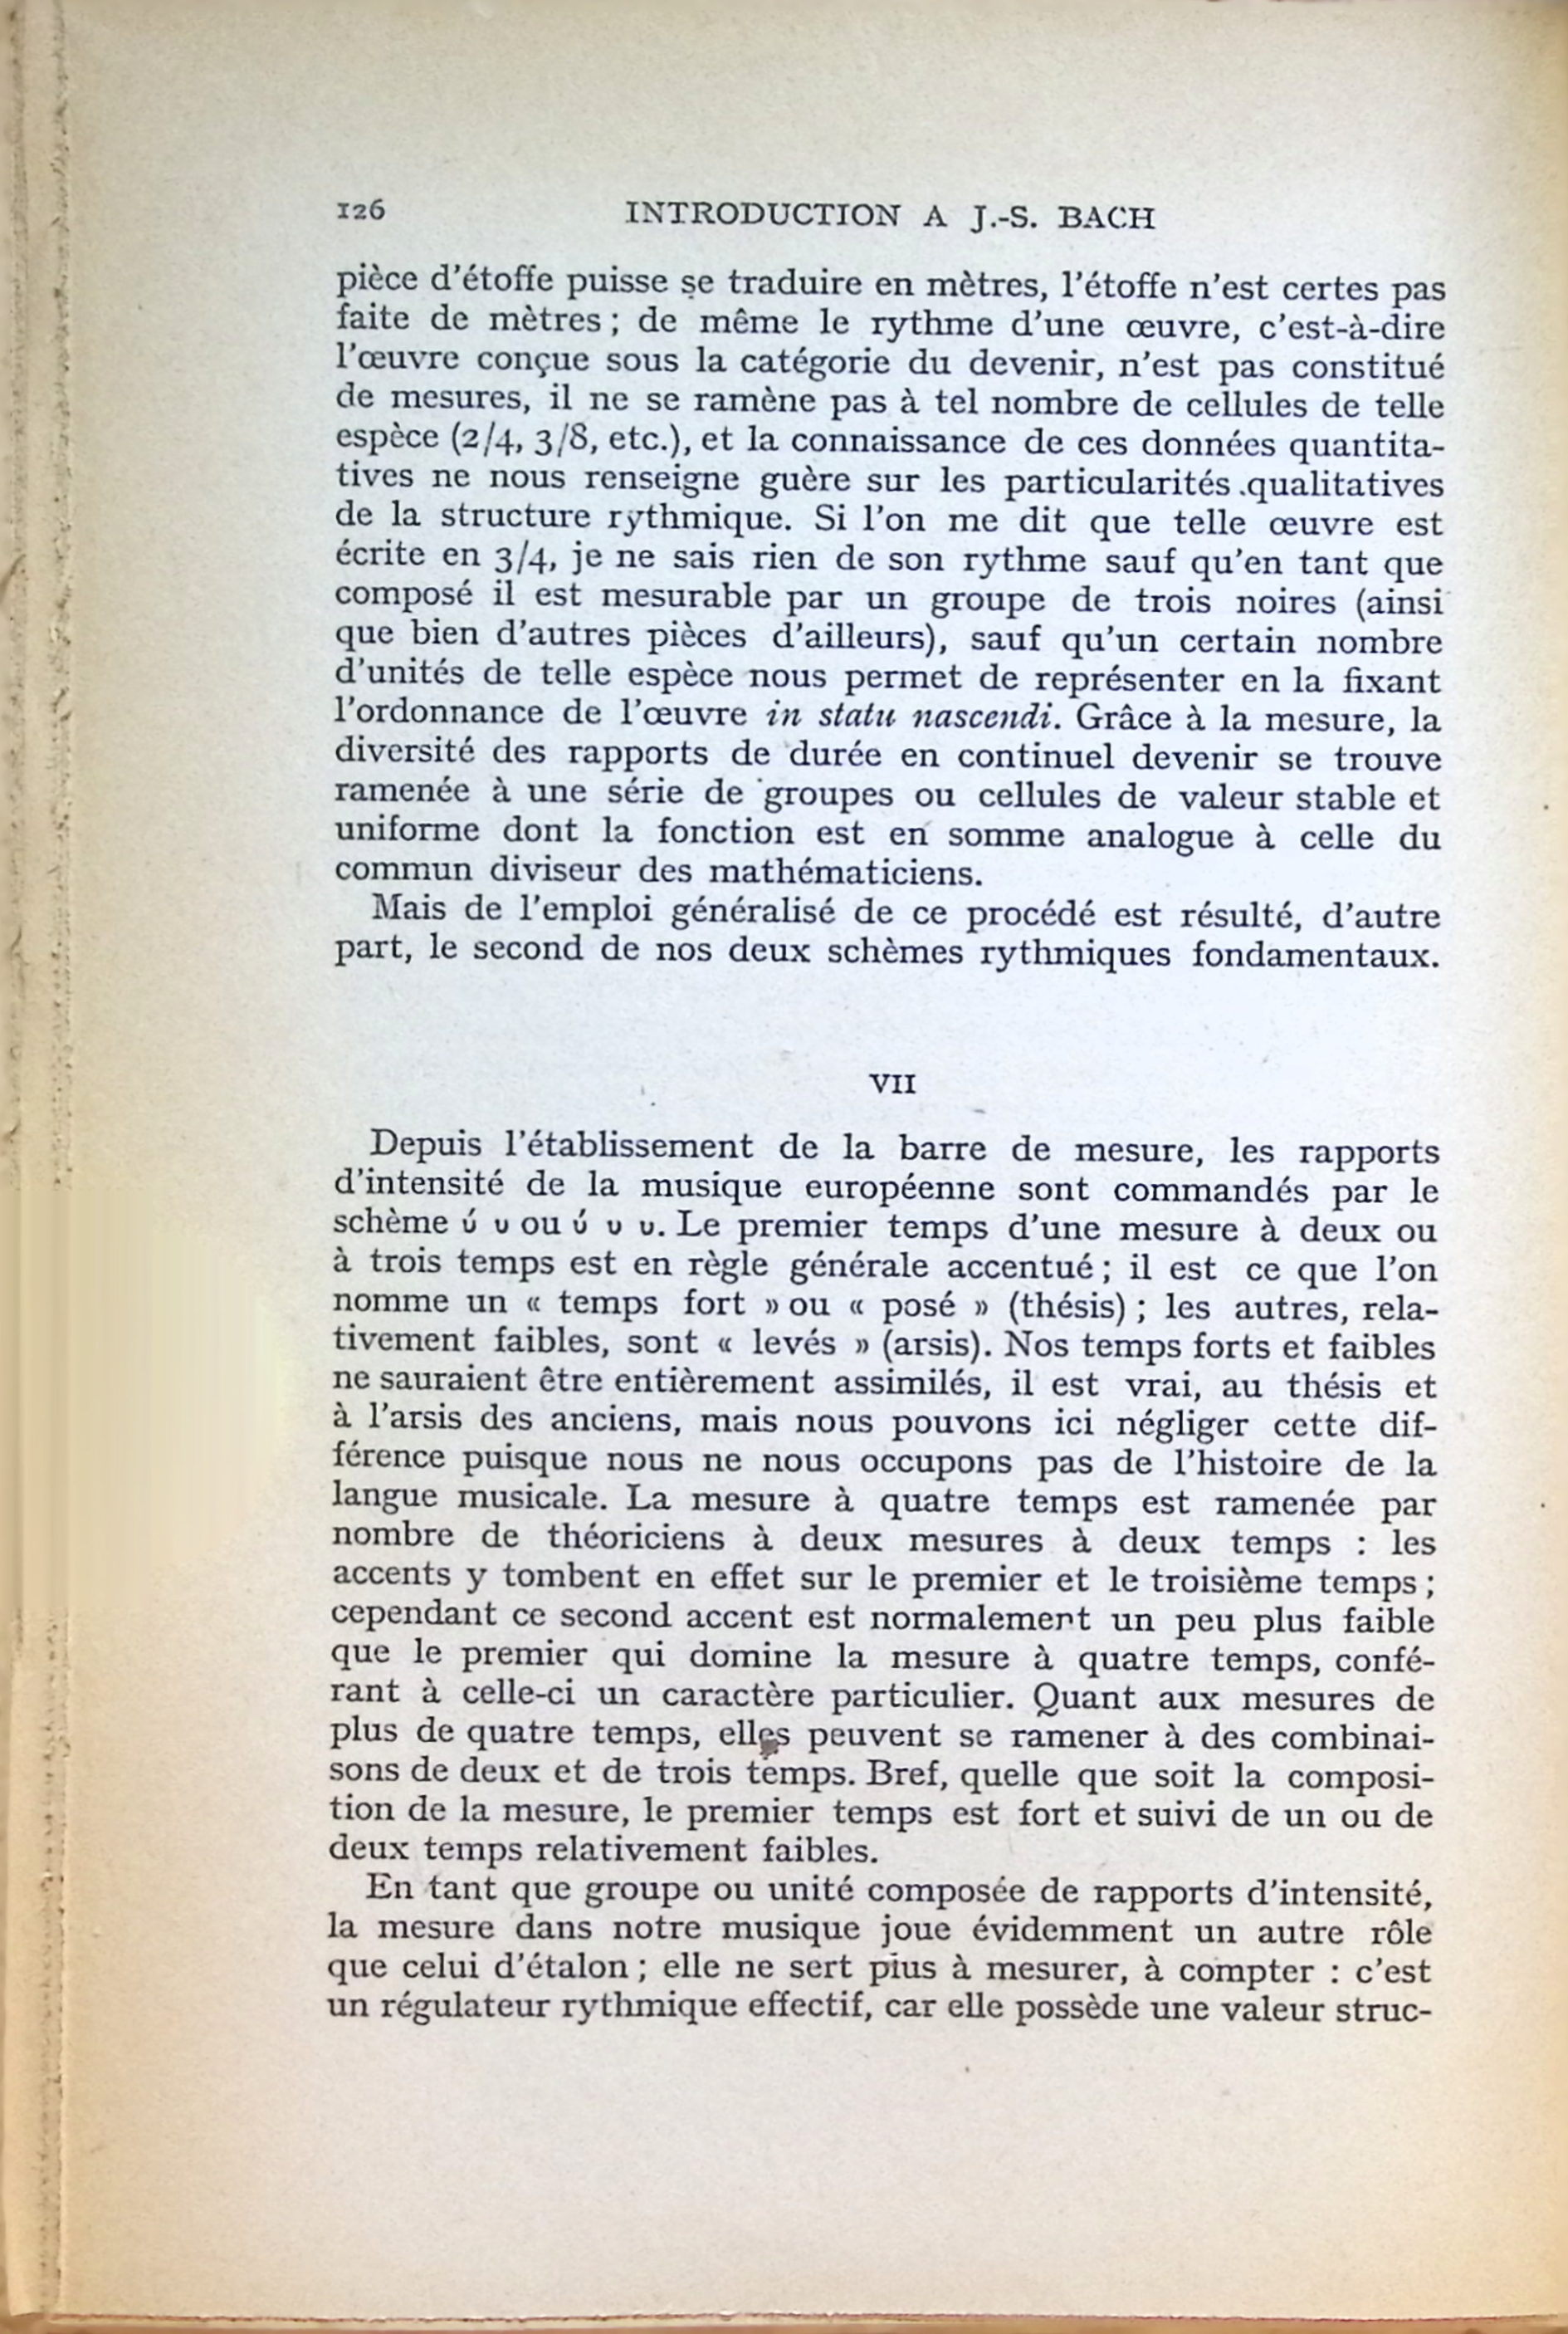 126 INTRODUCTION A J.-S. BACH
pièce d'étoffe puisse se traduire en mètres, l'étoffe n'est certes pas
faite de mètres ; de même le rythme d'une œuvre, c'est-à-dire
l'œuvre conçue sous la catégorie du devenir, n'est pas constitué
de mesures, il ne se ramène pas à tel nombre de cellules de telle
espèce (2/4, 3/8, etc.), et la connaissance de ces données quantita-
tives ne nous renseigne guère sur les particularités qualitatives
de la structure rythmique. Si l'on me dit que telle œuvre est
écrite en 3/4, je ne sais rien de son rythme sauf qu'en tant que
composé il est mesurable par un groupe de trois noires (ainsi
que bien d'autres pièces d'ailleurs), sauf qu'un certain nombre
d'unités de telle espèce nous permet de représenter en la fixant
l'ordonnance de l'œuvre in statu nascendi. Grâce à la mesure, la
diversité des rapports de durée en continuel devenir se trouve
ramenée à une série de groupes ou cellules de valeur stable et
uniforme dont la fonction est en somme analogue à celle du
commun diviseur des mathématiciens.
Mais de l'emploi généralisé de ce procédé est résulté, d'autre
part, le second de nos deux schèmes rythmiques fondamentaux.
VII
Depuis l'établissement de la barre de mesure, les rapports
d'intensité de la musique européenne sont commandés par le
schème ú u ou ú u u. Le premier temps d'une mesure à deux ou
à trois temps est en règle générale accentué ; il est ce que l'on
nomme un « temps fort » ou « posé » (thésis) ; les autres, rela-
tivement faibles, sont « levés » (arsis). Nos temps forts et faibles
ne sauraient être entièrement assimilés, il est vrai, au thésis et
à l'arsis des anciens, mais nous pouvons ici négliger cette dif-
férence puisque nous ne nous occupons pas de l'histoire de la
langue musicale. La mesure à quatre temps est ramenée par
nombre de théoriciens à deux mesures à deux temps : les
accents y tombent en effet sur le premier et le troisième temps ;
cependant ce second accent est normalement un peu plus faible
que le premier qui domine la mesure à quatre temps, confé-
rant à celle-ci un caractère particulier. Quant aux mesures de
plus de quatre temps, elles peuvent se ramener à des combinai-
sons de deux et de trois temps. Bref, quelle que soit la composi-
tion de la mesure, le premier temps est fort et suivi de un ou de
deux temps relativement faibles.
En tant que groupe ou unité composée de rapports d'intensité,
la mesure dans notre musique joue évidemment un autre rôle
que celui d'étalon ; elle ne sert plus à mesurer, à compter : c'est
un régulateur rythmique effectif, car elle possède une valeur struc-